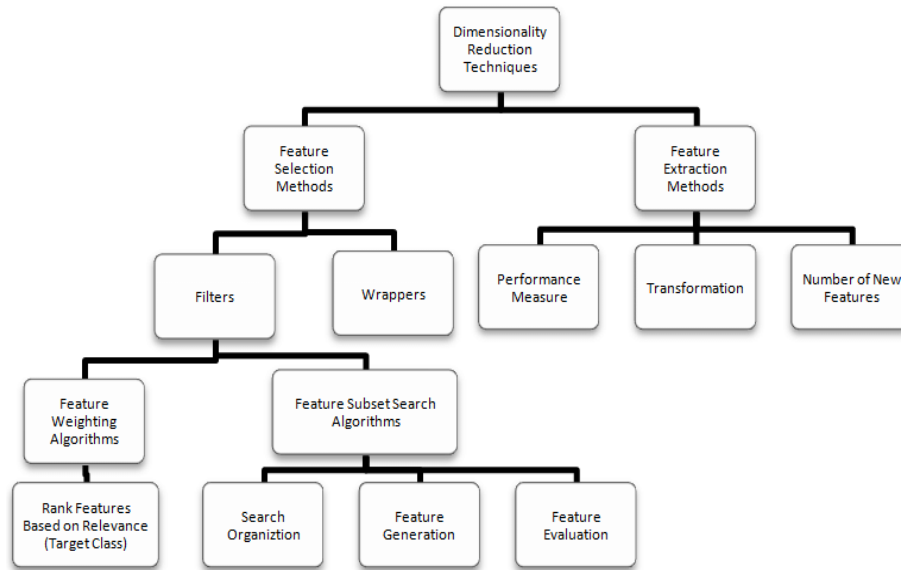 Dimensionality
Reduction
Techniques
Feature
Selection
Methods
Feature
Extraction
Methods
Filters
Wrappers
Performance
Measure
Transformation
Number of New
Features
Feature
Weighting
Algorithms
Feature Subset Search
Algorithms
Rank Features
Based on Relevance
(Target Class)
Search
Organiztion
Feature
Generation
Feature
Evaluation